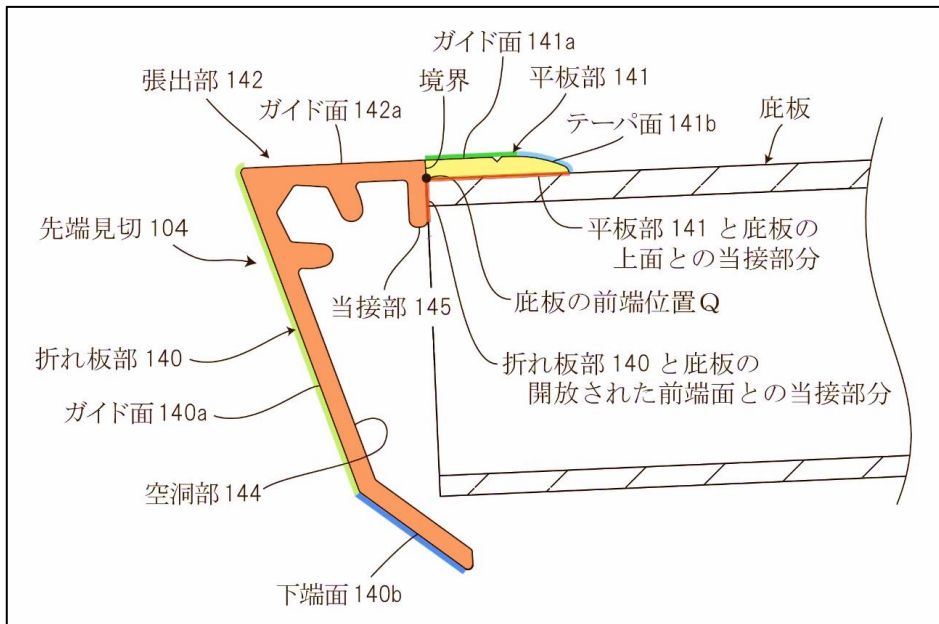 ガイド面 141a
張出部 142
境界
平板部 141
ガイド面 142a
テーパ面 141b
庇板
先端見切 104
平板部 141 と庇板の
上面との当接部分
当接部 145
庇板の前端位置Q
折れ板部 140
折れ板部 140 と庇板の
開放された前端面との当接部分
ガイド面 140a
空洞部 144
下端面 140b